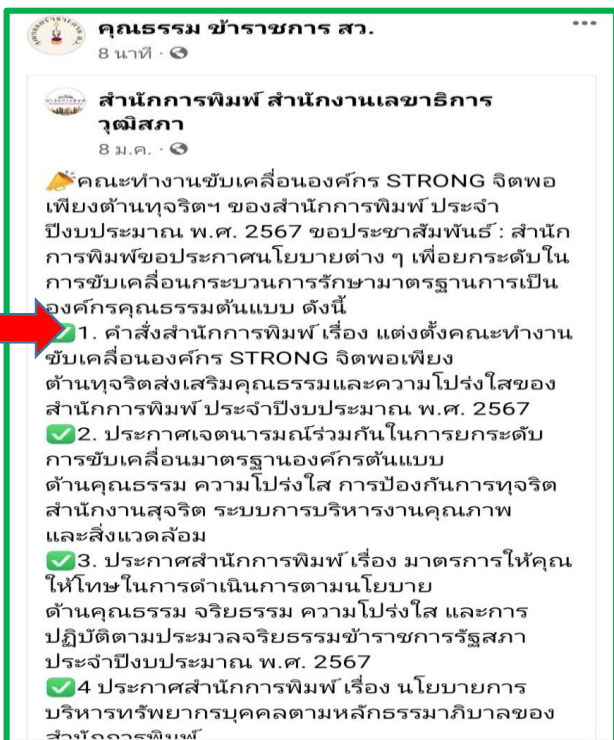 คุณธรรม ข้าราชการ สว.
8 นาที ·
สำนักการพิมพ์ สำนักงานเลขาธิการ
วุฒิสภา
8 ม.ค. ·
คณะทำงานขับเคลื่อนองค์กร STRONG จิตพอ
เพียงต้านทุจริตฯ ของสำนักการพิมพ์ ประจำ
ปีงบประมาณ พ.ศ. 2567 ขอประชาสัมพันธ์ : สำนัก
การพิมพ์ขอประกาศนโยบายต่าง ๆ เพื่อยกระดับใน
การขับเคลื่อนกระบวนการรักษามาตรฐานการเป็น
องค์กรคุณธรรมต้นแบบ ดังนี้
✅1. คำสั่งสำนักการพิมพ์ เรื่อง แต่งตั้งคณะทำงาน
ขับเคลื่อนองค์กร STRONG จิตพอเพียง
ต้านทุจริตส่งเสริมคุณธรรมและความโปร่งใสของ
สำนักการพิมพ์ ประจำปีงบประมาณ พ.ศ. 2567
✅2. ประกาศเจตนารมณ์ร่วมกันในการยกระดับ
การขับเคลื่อนมาตรฐานองค์กรต้นแบบ
ด้านคุณธรรม ความโปร่งใส การป้องกันการทุจริต
สำนักงานสุจริต ระบบการบริหารงานคุณภาพ
และสิ่งแวดล้อม
✅3. ประกาศสำนักการพิมพ์ เรื่อง มาตรการให้คุณ
ให้โทษในการดำเนินการตามนโยบาย
ด้านคุณธรรม จริยธรรม ความโปร่งใส และการ
ปฏิบัติตามประมวลจริยธรรมข้าราชการรัฐสภา
ประจำปีงบประมาณ พ.ศ. 2567
✅4 ประกาศสำนักการพิมพ์ เรื่อง นโยบายการ
บริหารทรัพยากรบุคคลตามหลักธรรมาภิบาลของ
สำนักการพิมพ์